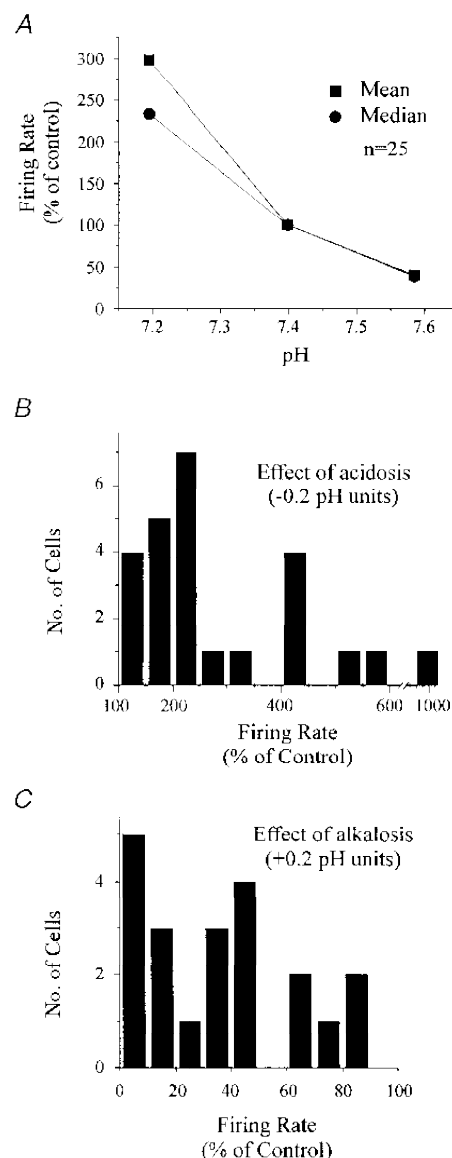 A
Firing Rate
(% of control)
300
250
200
150
100
50
0
Mean
Median
n=25
7.2 7.3 7.4 7.5 7.6
pH
B
No. of Cells
6
4
2
0
Effect of acidosis
(-0.2 pH units)
100 200 400 600 1000
Firing Rate
(% of Control)
C
No. of Cells
4
2
0
Effect of alkalosis
(+0.2 pH units)
0 20 40 60 80 100
Firing Rate
(% of Control)